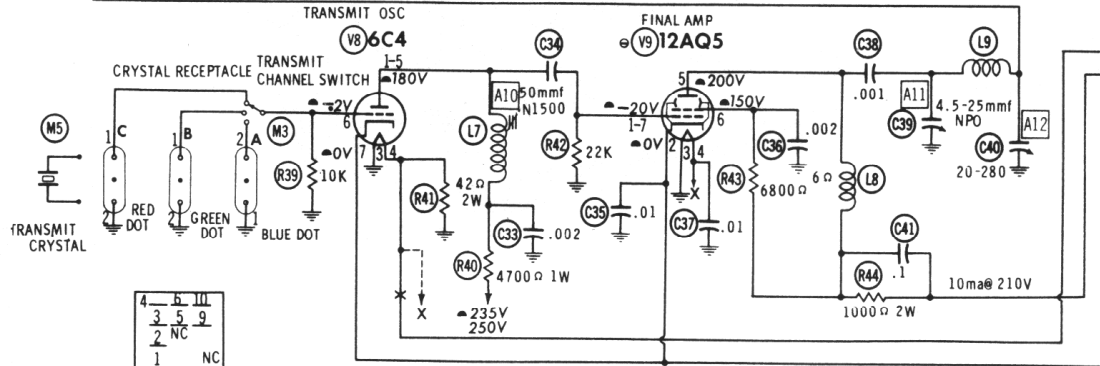 TRANSMIT OSC
V8 6C4
FINAL AMP
V9 12AQ5
CRYSTAL RECEPTACLE
TRANSMIT
CHANNEL SWITCH
1-5
180V
C34
50mmf
N1500
A10
L7
-2V
6
0V
7 3 4
M3
R39
10K
M5
1 C
1 B
2 A
2
2
1
RED
DOT
GREEN
DOT
BLUE DOT
TRANSMIT
CRYSTAL
R41
42Ω
2W
C33
.002
R40
4700Ω 1W
235V
250V
X
X
R42
22K
-20V
1-7
0V
5
200V
150V
6
2 3 4
X
C35
.01
C37
.01
R43
6800Ω
C36
.002
C38
.001
L9
A11
C39
4.5-25mmf
NPO
A12
C40
20-280
6Ω
L8
C41
.1
R44
1000Ω 2W
10ma@ 210V
4 6 10
3 5 9
2 NC
1 NC